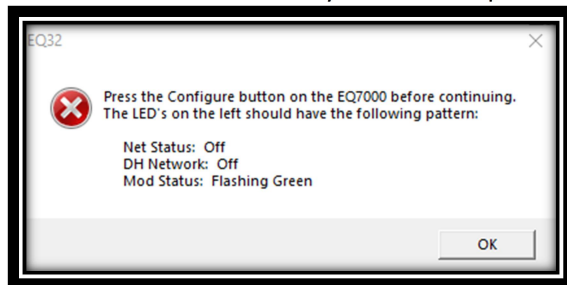 EQ32
Press the Configure button on the EQ7000 before continuing.
The LED's on the left should have the following pattern:
Net Status: Off
DH Network: Off
Mod Status: Flashing Green
OK